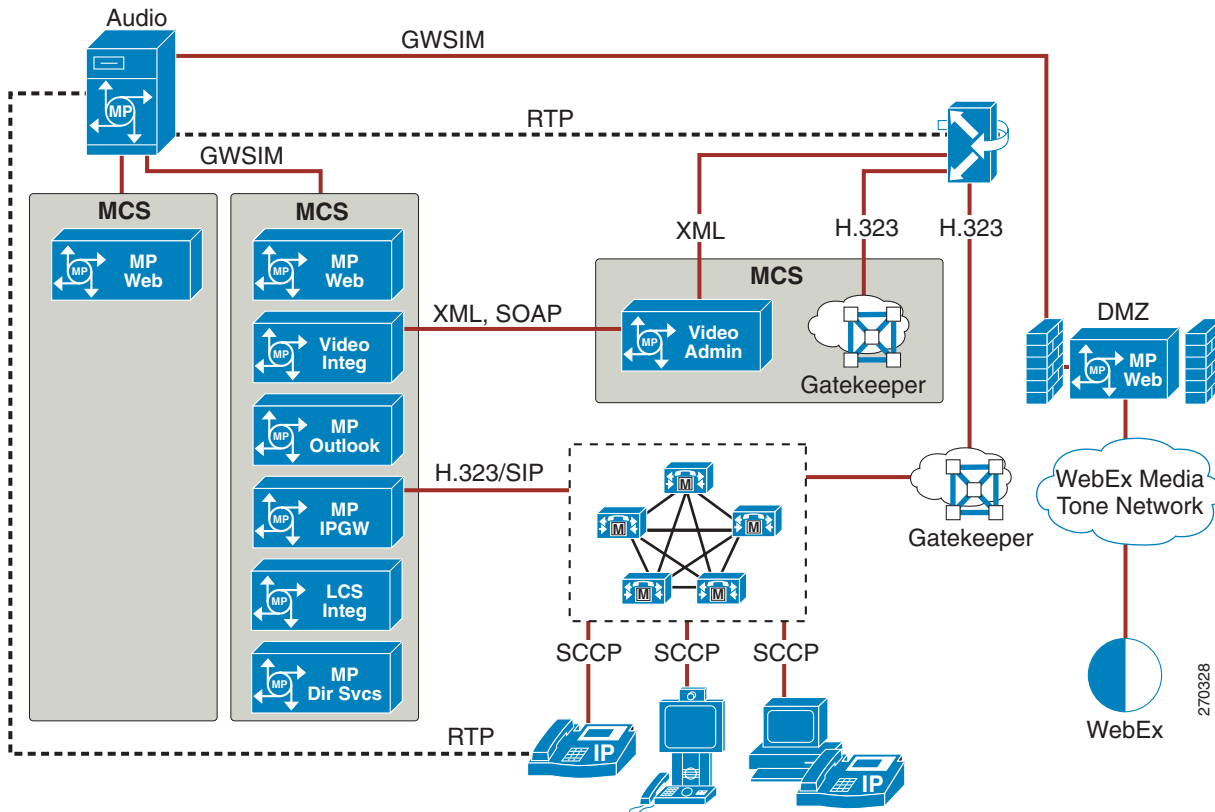 Audio
GWSIM
MP
RTP
GWSIM
MCS
MCS
MP
MP
Web
MP
MP
Web
MP
Video
Integ
MP
MP
Outlook
MP
MP
IPGW
MP
LCS
Integ
MP
MP
Dir Svcs
XML
H.323
H.323
MCS
XML, SOAP
MP
Video
Admin
Gatekeeper
DMZ
MP
MP
Web
H.323/SIP
M
M
M
M
M
Gatekeeper
WebEx Media
Tone Network
SCCP
SCCP
SCCP
RTP
IP
IP
WebEx
270328